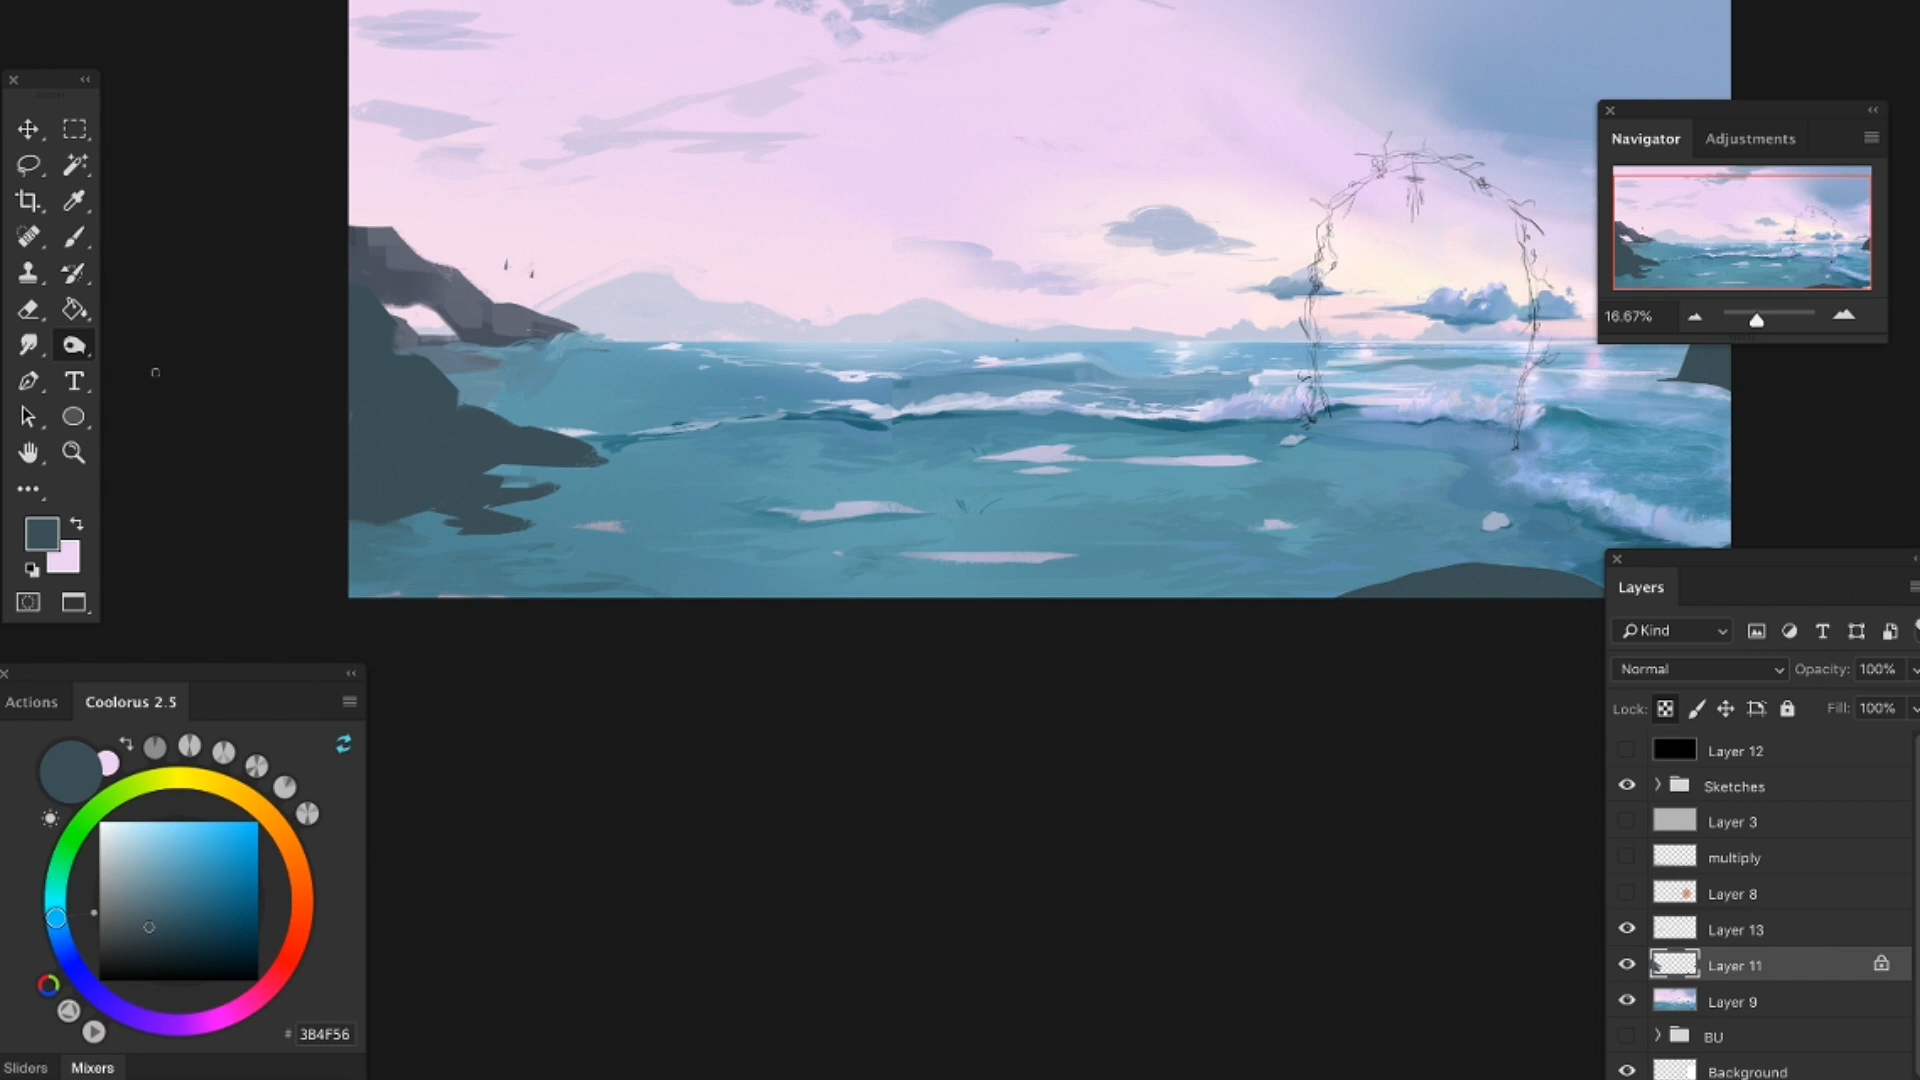 Navigator
Adjustments
16.67%
T
Layers
Kind
T
Normal
Opacity: 100%
Lock:
Fill: 100%
Layer 12
Sketches
Layer 3
multiply
Layer 8
Layer 13
Layer 11
Layer 9
BU
Background
Actions
Coolorus 2.5
# 3B4F56
Sliders
Mixers